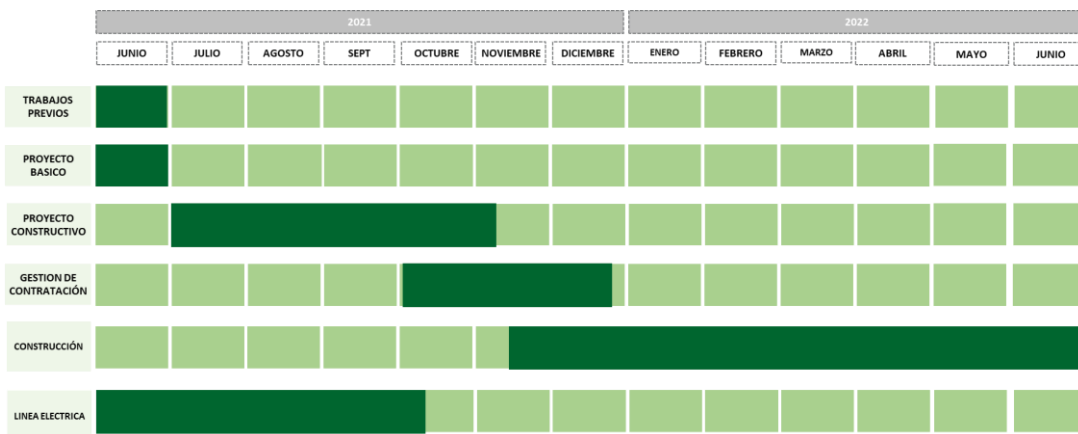 2021 2022
JUNIO JULIO AGOSTO SEPT OCTUBRE NOVIEMBRE DICIEMBRE ENERO FEBRERO MARZO ABRIL MAYO JUNIO
TRABAJOS
PREVIOS
PROYECTO
BASICO
PROYECTO
CONSTRUCTIVO
GESTION DE
CONTRATACIÓN
CONSTRUCCIÓN
LINEA ELECTRICA